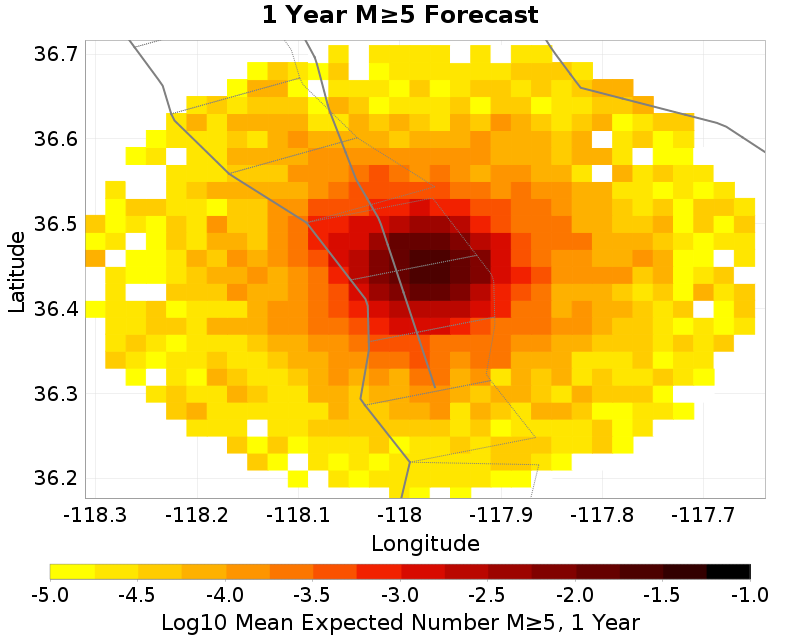 1 Year M≥5 Forecast
36.7
36.6
36.5
36.4
36.3
36.2
Latitude
-118.3 -118.2 -118.1 -118 -117.9 -117.8 -117.7
Longitude
-5.0 -4.5 -4.0 -3.5 -3.0 -2.5 -2.0 -1.5 -1.0
Log10 Mean Expected Number M≥5, 1 Year